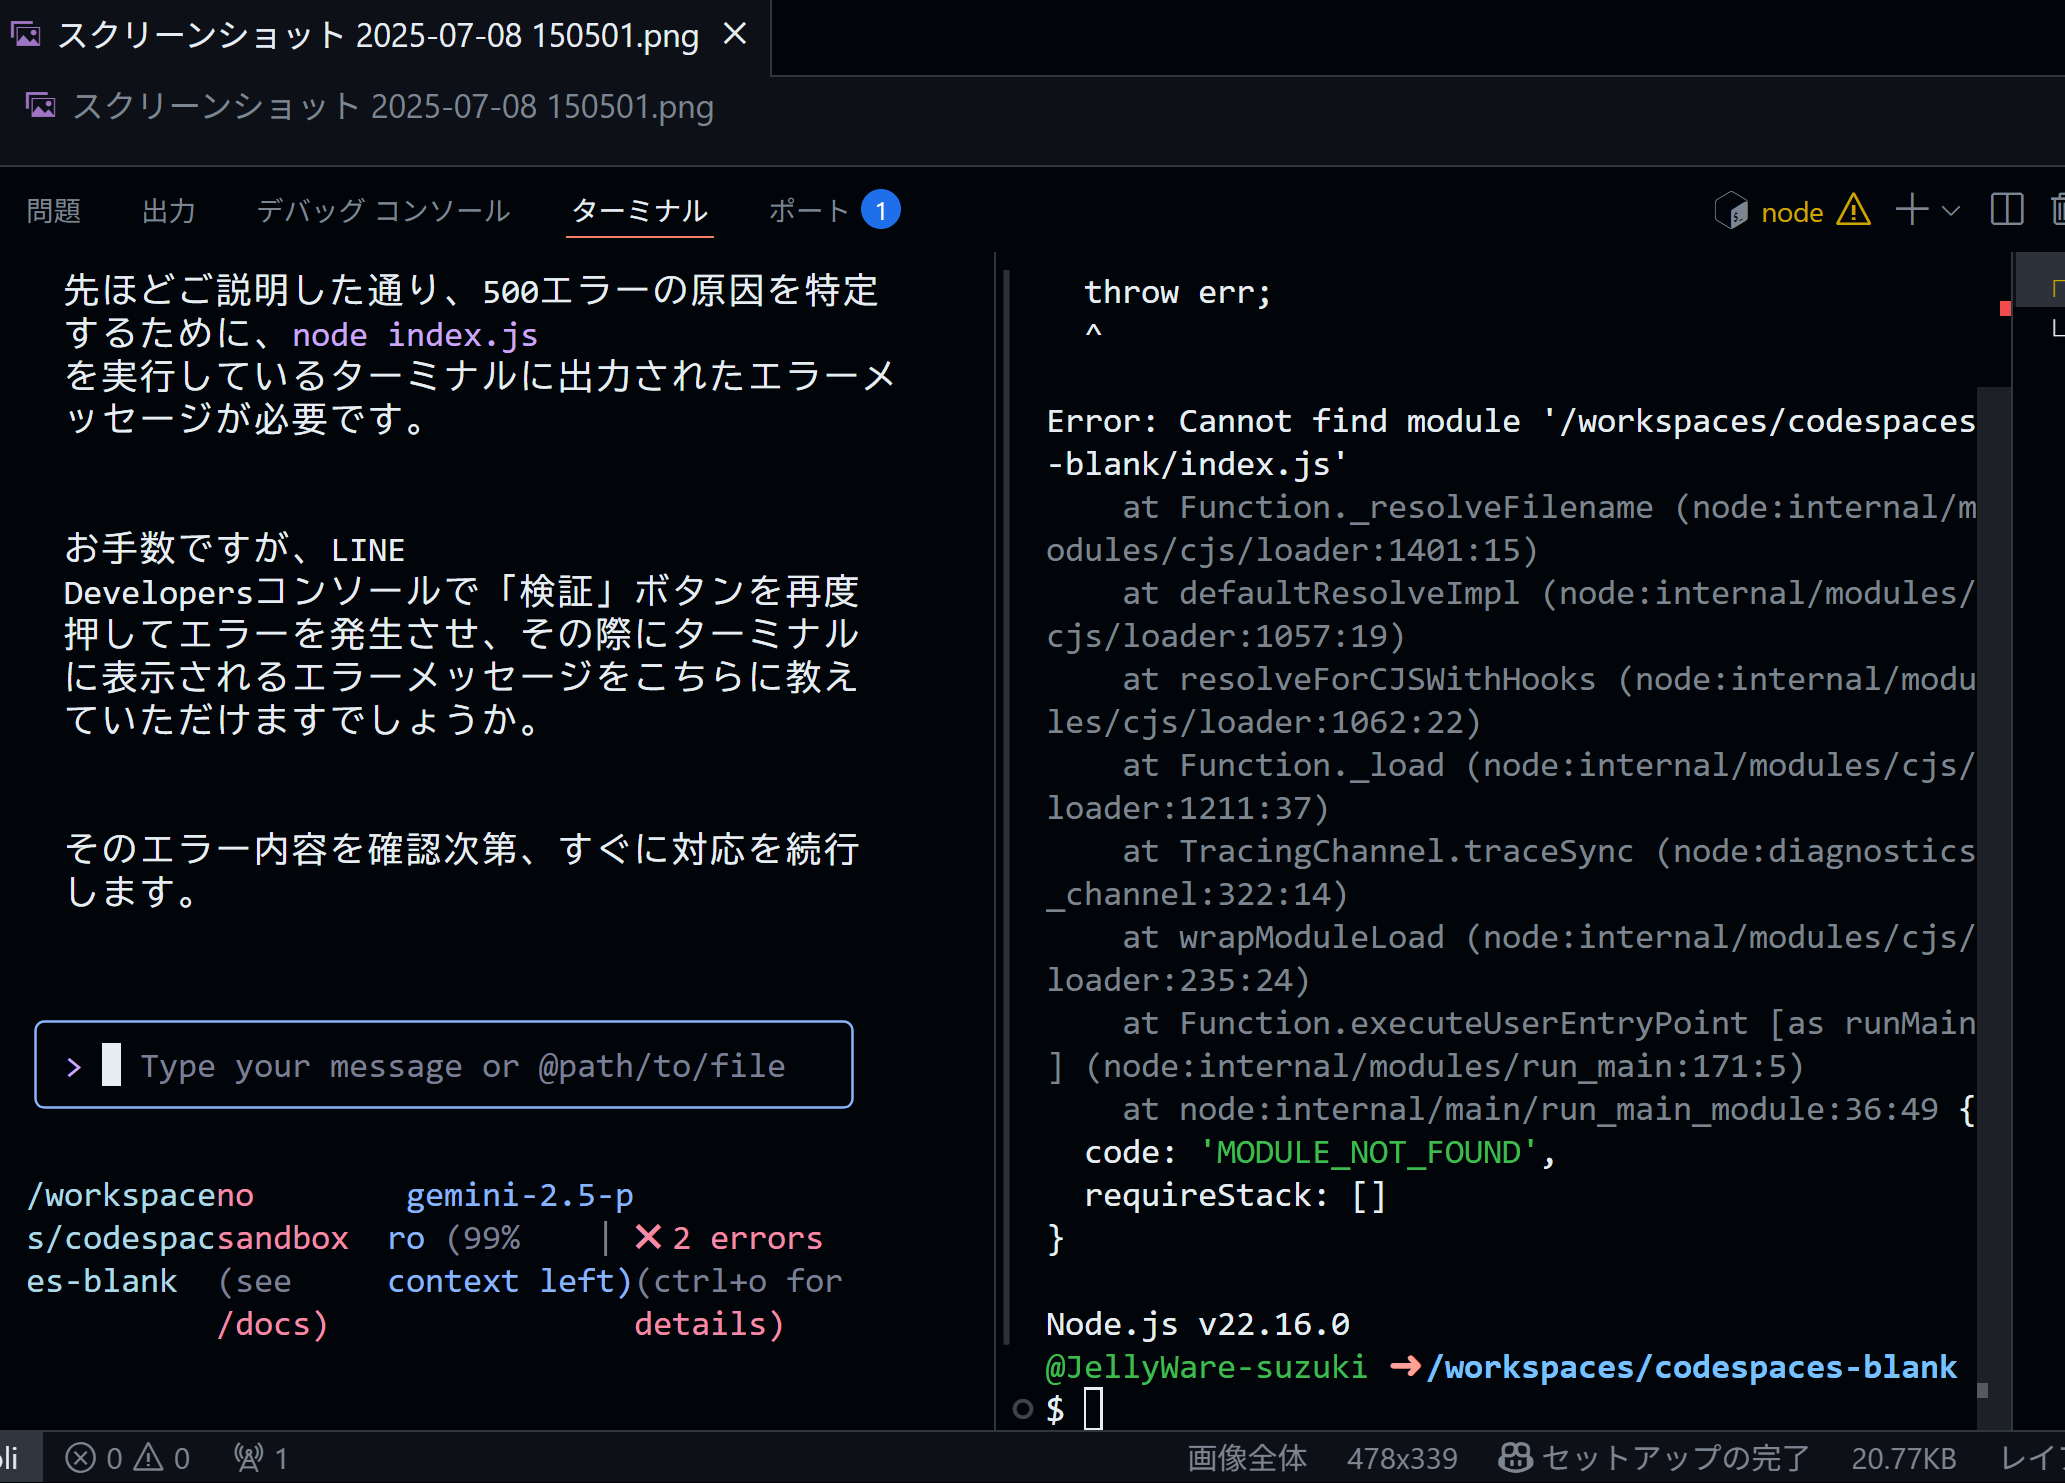 スクリーンショット 2025-07-08 150501.png
スクリーンショット 2025-07-08 150501.png
問題 出力 デバッグ コンソール ターミナル ポート 1 node
先ほどご説明した通り、500エラーの原因を特定
するために、node index.js
を実行しているターミナルに出力されたエラーメ
ッセージが必要です。
お手数ですが、LINE
Developersコンソールで「検証」ボタンを再度
押してエラーを発生させ、その際にターミナル
に表示されるエラーメッセージをこちらに教え
ていただけますでしょうか。
そのエラー内容を確認次第、すぐに対応を続行
します。
> Type your message or @path/to/file
/workspaceno gemini-2.5-p
s/codespacsandbox ro (99% | ✕ 2 errors
es-blank (see context left)(ctrl+o for
/docs) details)
throw err;
^
Error: Cannot find module '/workspaces/codespaces
-blank/index.js'
at Function._resolveFilename (node:internal/m
odules/cjs/loader:1401:15)
at defaultResolveImpl (node:internal/modules/
cjs/loader:1057:19)
at resolveForCJSWithHooks (node:internal/modu
les/cjs/loader:1062:22)
at Function._load (node:internal/modules/cjs/
loader:1211:37)
at TracingChannel.traceSync (node:diagnostics
_channel:322:14)
at wrapModuleLoad (node:internal/modules/cjs/
loader:235:24)
at Function.executeUserEntryPoint [as runMain
] (node:internal/modules/run_main:171:5)
at node:internal/main/run_main_module:36:49 {
code: 'MODULE_NOT_FOUND',
requireStack: []
}
Node.js v22.16.0
@JellyWare-suzuki ➜ /workspaces/codespaces-blank
$
0 0 1 画像全体 478x339 セットアップの完了 20.77KB